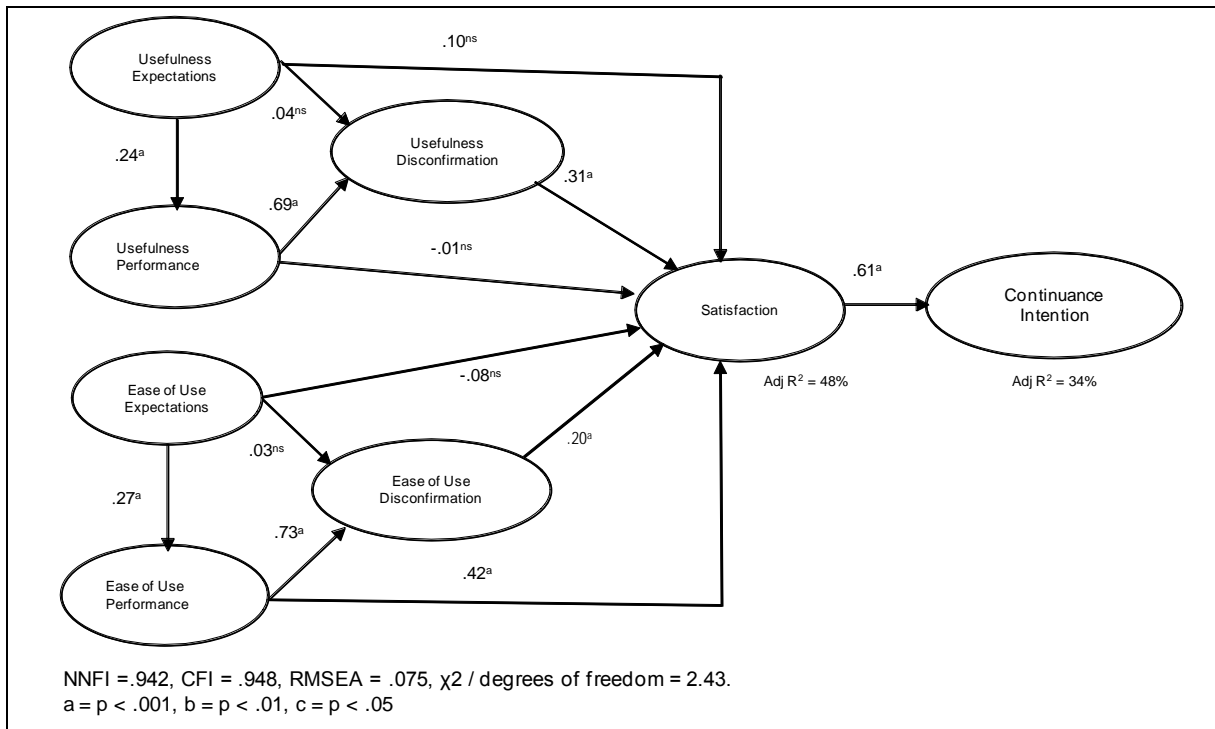 .10ns
Usefulness
Expectations
.04ns
Usefulness
Disconfirmation
.24a
.31a
.69a
Usefulness
Performance
-.01ns
.61a
Satisfaction
Continuance
Intention
Adj R2 = 48%
Adj R2 = 34%
Ease of Use
Expectations
-.08ns
.03ns
.20a
Ease of Use
Disconfirmation
.27a
.73a
.42a
Ease of Use
Performance
NNFI =.942, CFI = .948, RMSEA = .075, χ2 / degrees of freedom = 2.43.
a = p < .001, b = p < .01, c = p < .05